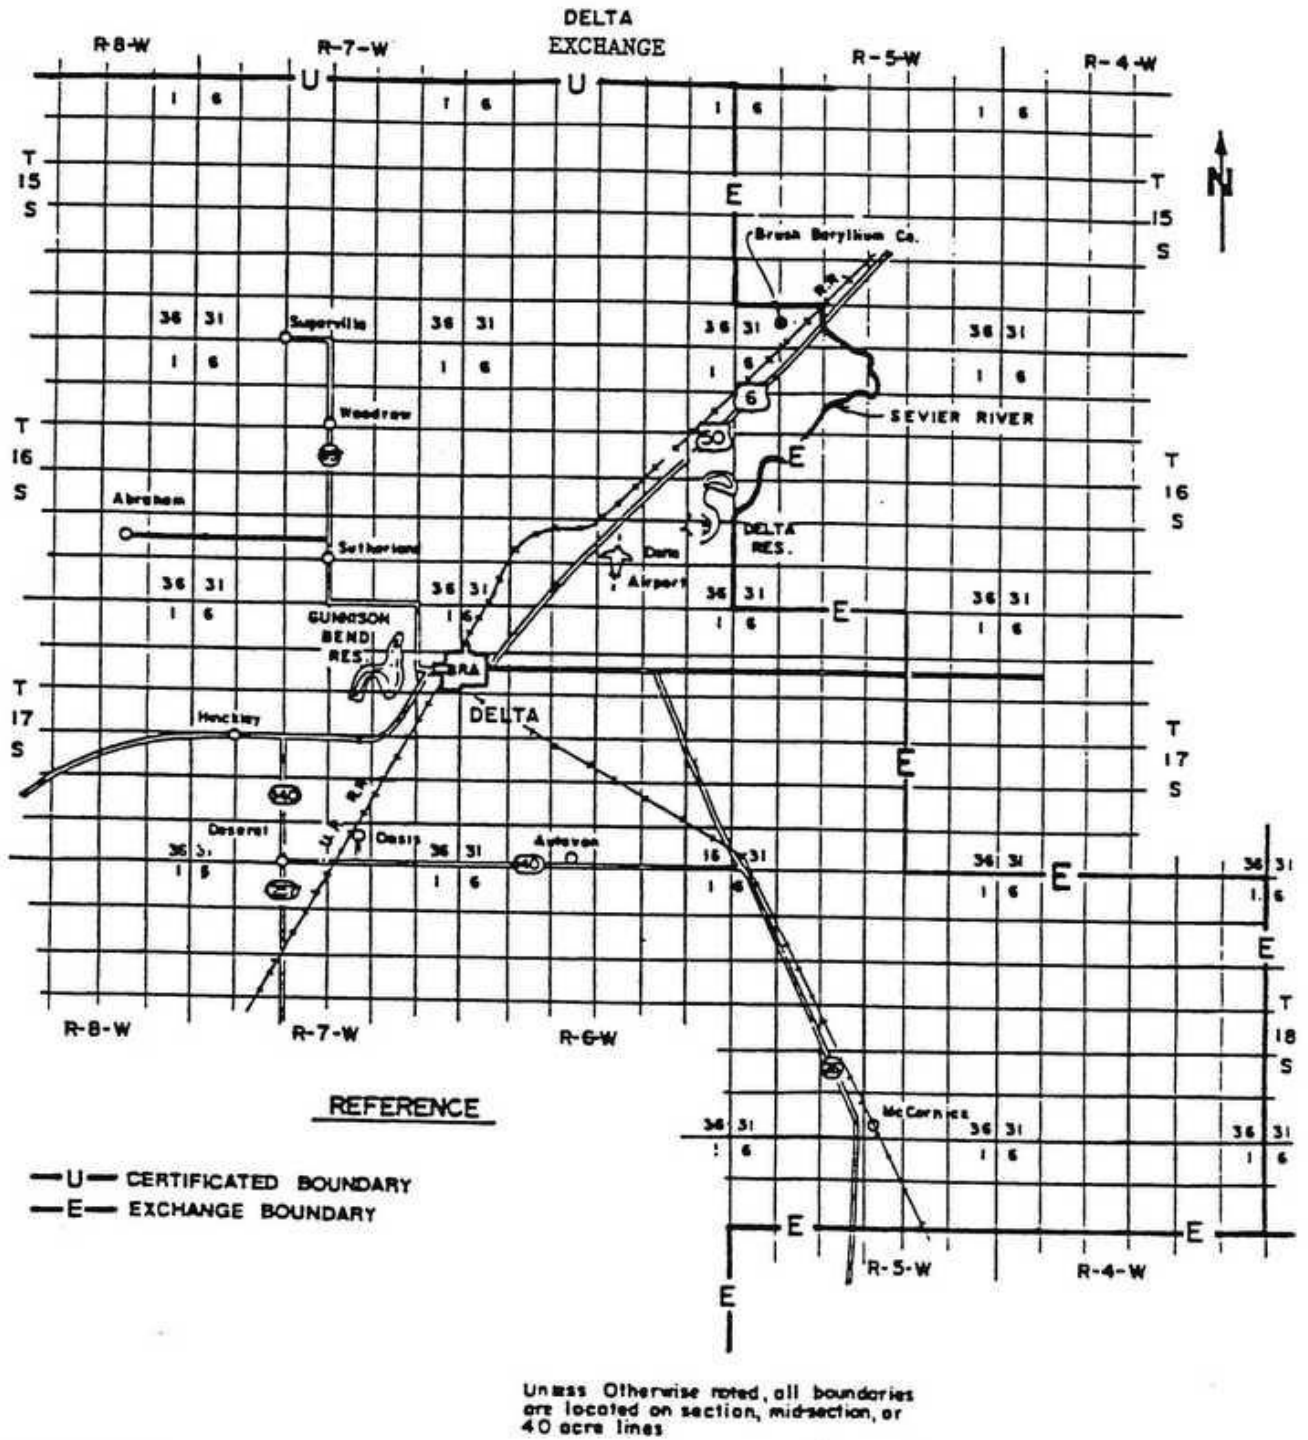 DELTA
EXCHANGE
R-8-W
R-7-W
R-5-W
R-4-W
U
U
1 6
1 6
1 6
1 6
T
15
S
T
15
S
N
E
Brush Beryllium Co.
R.R.
36 31
36 31
36 31
36 31
Sugarville
1 6
1 6
1 6
1 6
6
50
SEVIER RIVER
Woodrow
E
T
16
S
T
16
S
Abraham
Sutherland
DELTA
RES.
Delta
Airport
36 31
36 31
36 31
36 31
1 6
1 6
1 6
1 6
E
GUNNISON
BEND
RES.
BRA
DELTA
T
17
S
T
17
S
Hinckley
E
140
U.P. R.R.
Deseret
Oasis
36 31
36 31
140
31
36 31
E
36 31
1 6
1 6
1 6
1 6
1 6
257
E
R-8-W
R-7-W
R-6-W
T
18
S
26
McCornick
36 31
36 31
36 31
6
1 6
1 6
E
E
R-5-W
R-4-W
E
REFERENCE
U CERTIFICATED BOUNDARY
E EXCHANGE BOUNDARY
Unless Otherwise noted, all boundaries
are located on section, mid-section, or
40 acre lines